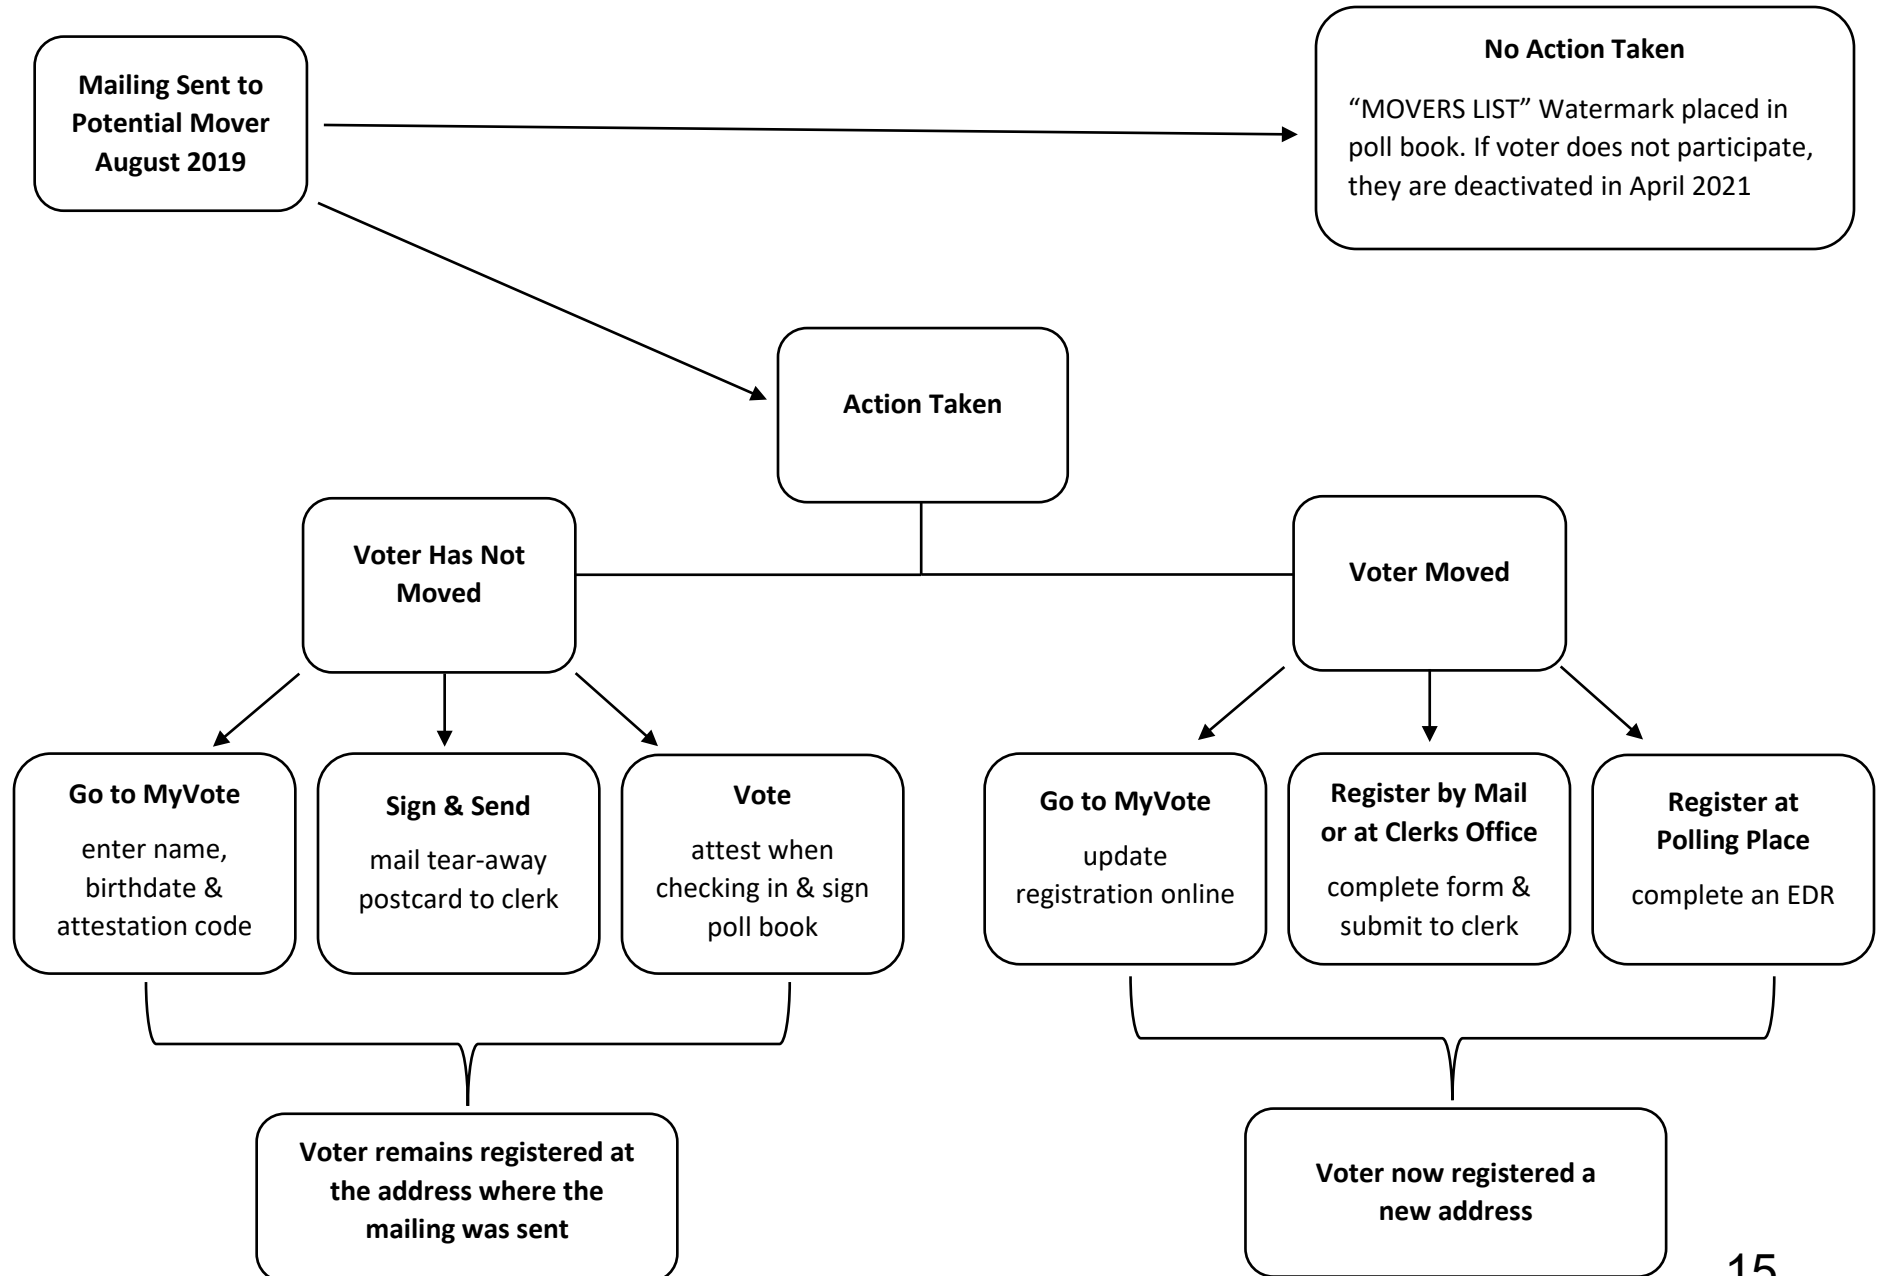 Mailing Sent to
Potential Mover
August 2019
No Action Taken
“MOVERS LIST” Watermark placed in
poll book. If voter does not participate,
they are deactivated in April 2021
Action Taken
Voter Has Not
Moved
Voter Moved
Go to MyVote
enter name,
birthdate &
attestation code
Sign & Send
mail tear-away
postcard to clerk
Vote
attest when
checking in & sign
poll book
Go to MyVote
update
registration online
Register by Mail
or at Clerks Office
complete form &
submit to clerk
Register at
Polling Place
complete an EDR
Voter remains registered at
the address where the
mailing was sent
Voter now registered a
new address
15